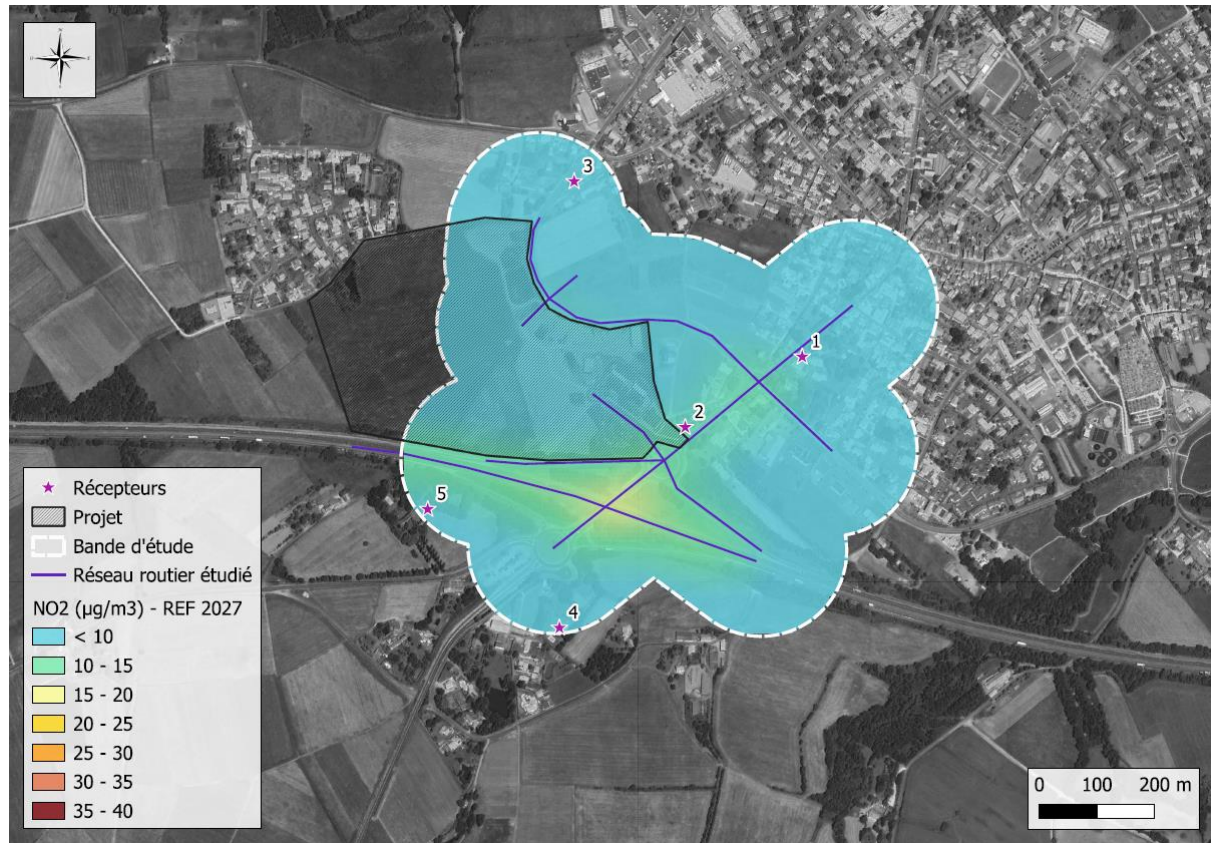 3
1
2
5
4
Récepteurs
Projet
Bande d'étude
Réseau routier étudié
NO2 (µg/m3) - REF 2027
< 10
10 - 15
15 - 20
20 - 25
25 - 30
30 - 35
35 - 40
0 100 200 m